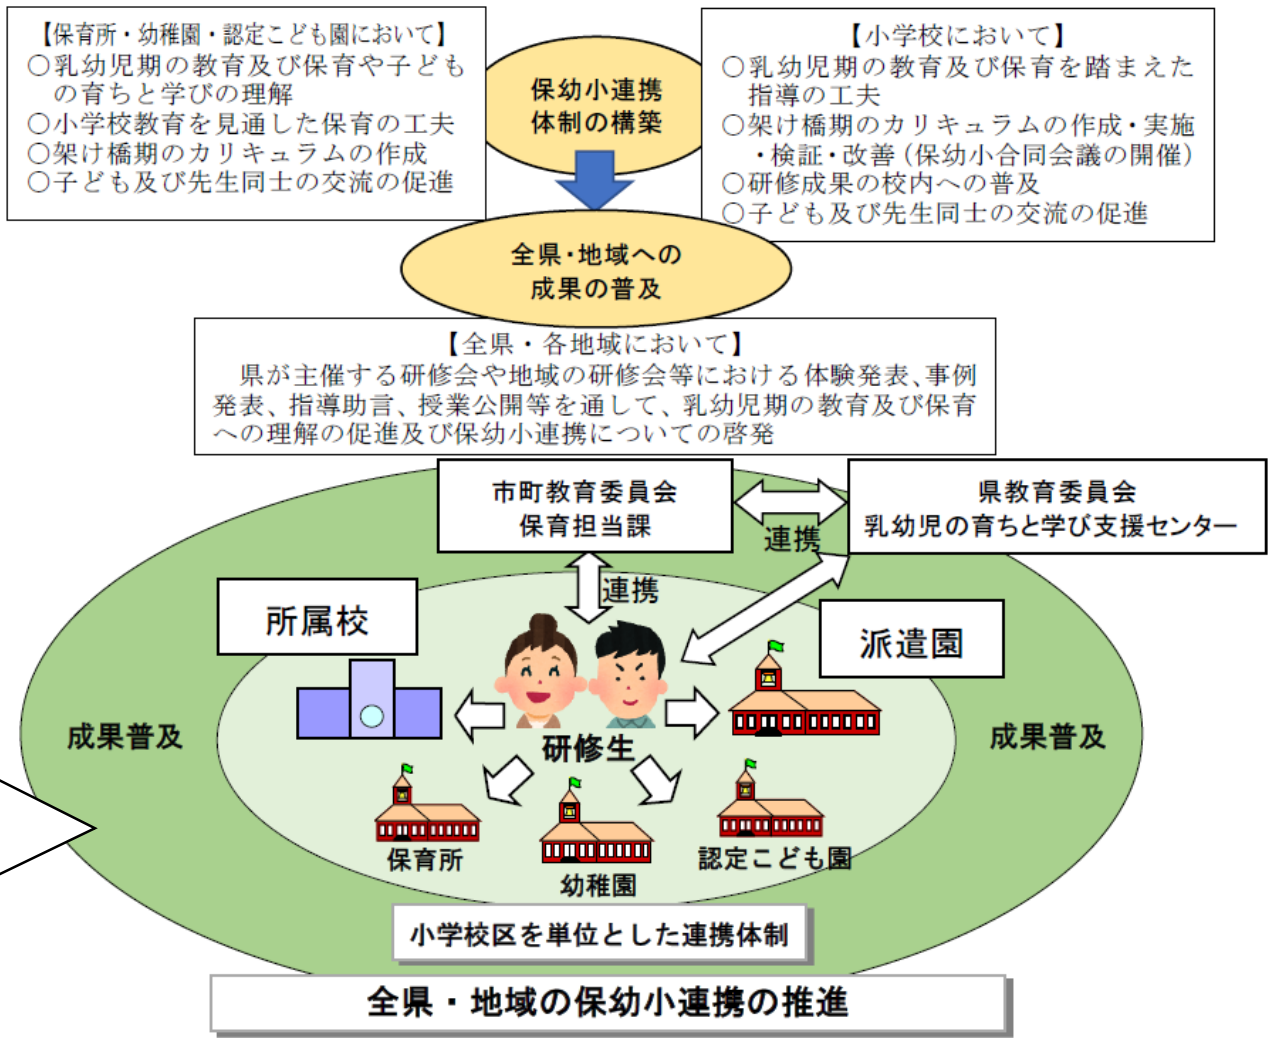 【保育所・幼稚園・認定こども園において】
○乳幼児期の教育及び保育や子ども
の育ちと学びの理解
○小学校教育を見通した保育の工夫
○架け橋期のカリキュラムの作成
○子ども及び先生同士の交流の促進
保幼小連携
体制の構築
【小学校において】
○乳幼児期の教育及び保育を踏まえた
指導の工夫
○架け橋期のカリキュラムの作成・実施
・検証・改善（保幼小合同会議の開催）
○研修成果の校内への普及
○子ども及び先生同士の交流の促進
全県・地域への
成果の普及
【全県・各地域において】
県が主催する研修会や地域の研修会等における体験発表、事例
発表、指導助言、授業公開等を通して、乳幼児期の教育及び保育
への理解の促進及び保幼小連携についての啓発
市町教育委員会
保育担当課
県教育委員会
乳幼児の育ちと学び支援センター
連携
連携
所属校
派遣園
成果普及
研修生
成果普及
保育所
幼稚園
認定こども園
小学校区を単位とした連携体制
全県・地域の保幼小連携の推進